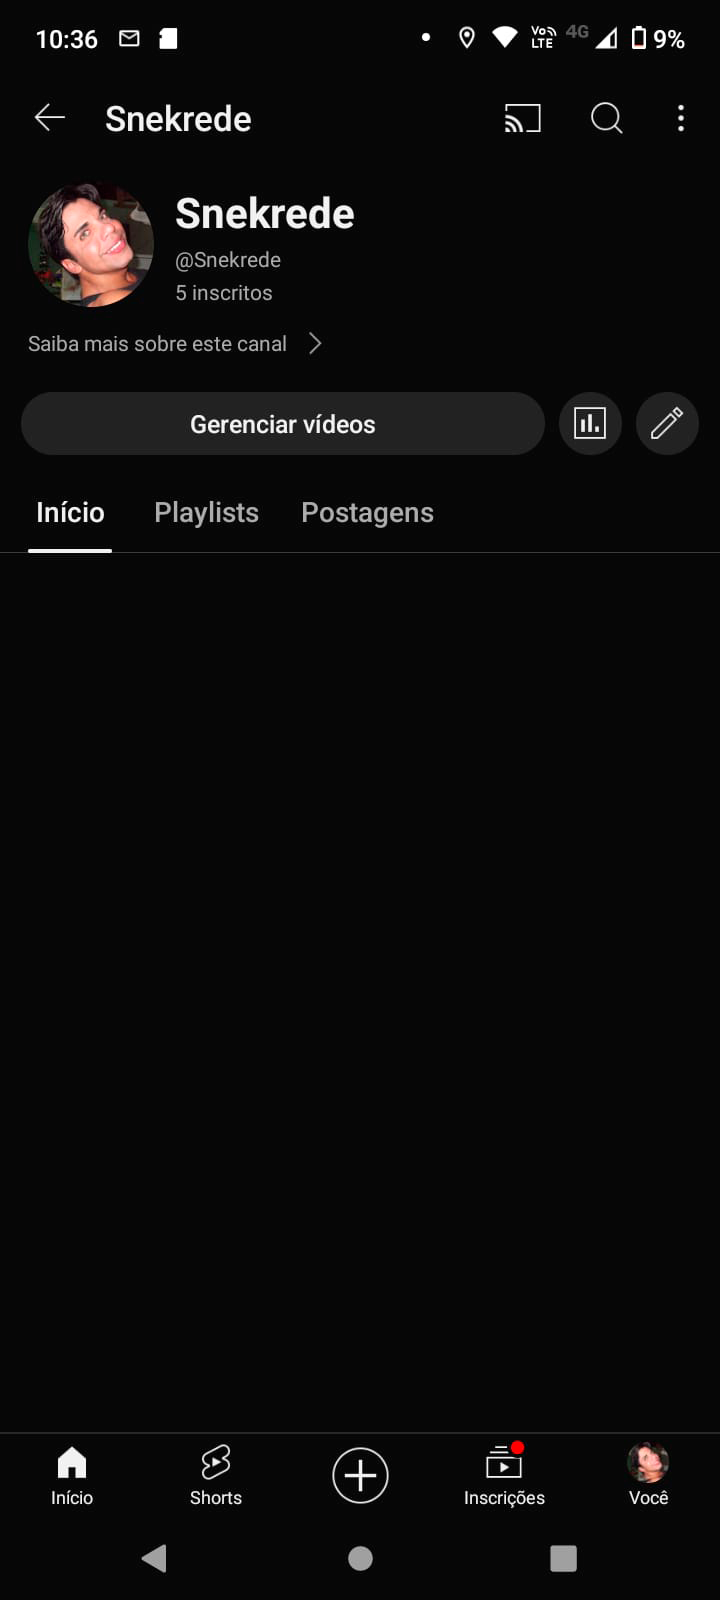 10:36 Vo LTE 4G 9%
Snekrede
Snekrede
@Snekrede
5 inscritos
Saiba mais sobre este canal
Gerenciar vídeos
Início Playlists Postagens
Início Shorts Inscrições Você